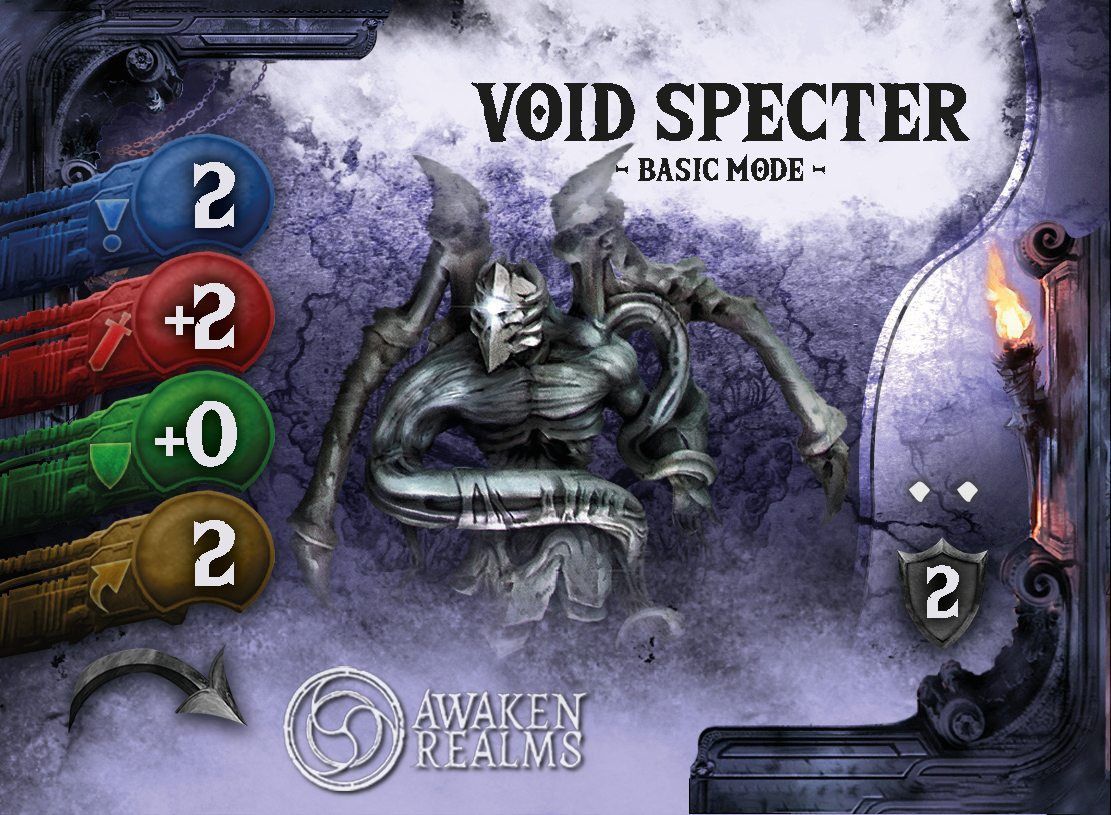 VOID SPECTER
- BASIC MODE -
2
+2
+0
2
2
AWAKEN
REALMS